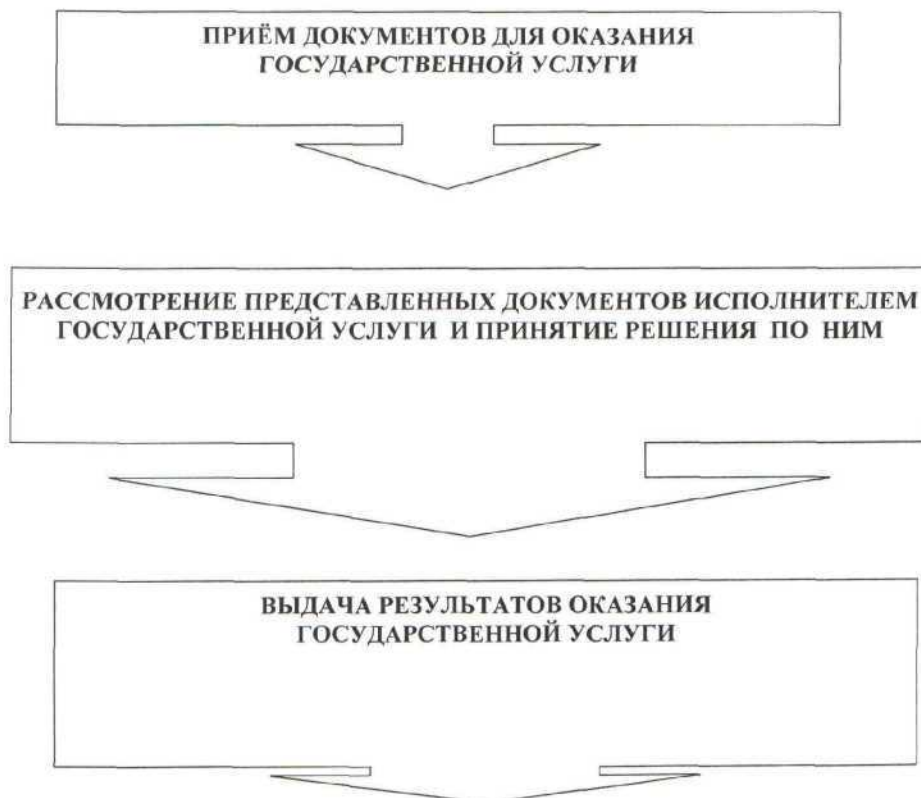 ПРИЁМ ДОКУМЕНТОВ ДЛЯ ОКАЗАНИЯ
ГОСУДАРСТВЕННОЙ УСЛУГИ
РАССМОТРЕНИЕ ПРЕДСТАВЛЕННЫХ ДОКУМЕНТОВ ИСПОЛНИТЕЛЕМ
ГОСУДАРСТВЕННОЙ УСЛУГИ И ПРИНЯТИЕ РЕШЕНИЯ ПО НИМ
ВЫДАЧА РЕЗУЛЬТАТОВ ОКАЗАНИЯ
ГОСУДАРСТВЕННОЙ УСЛУГИ